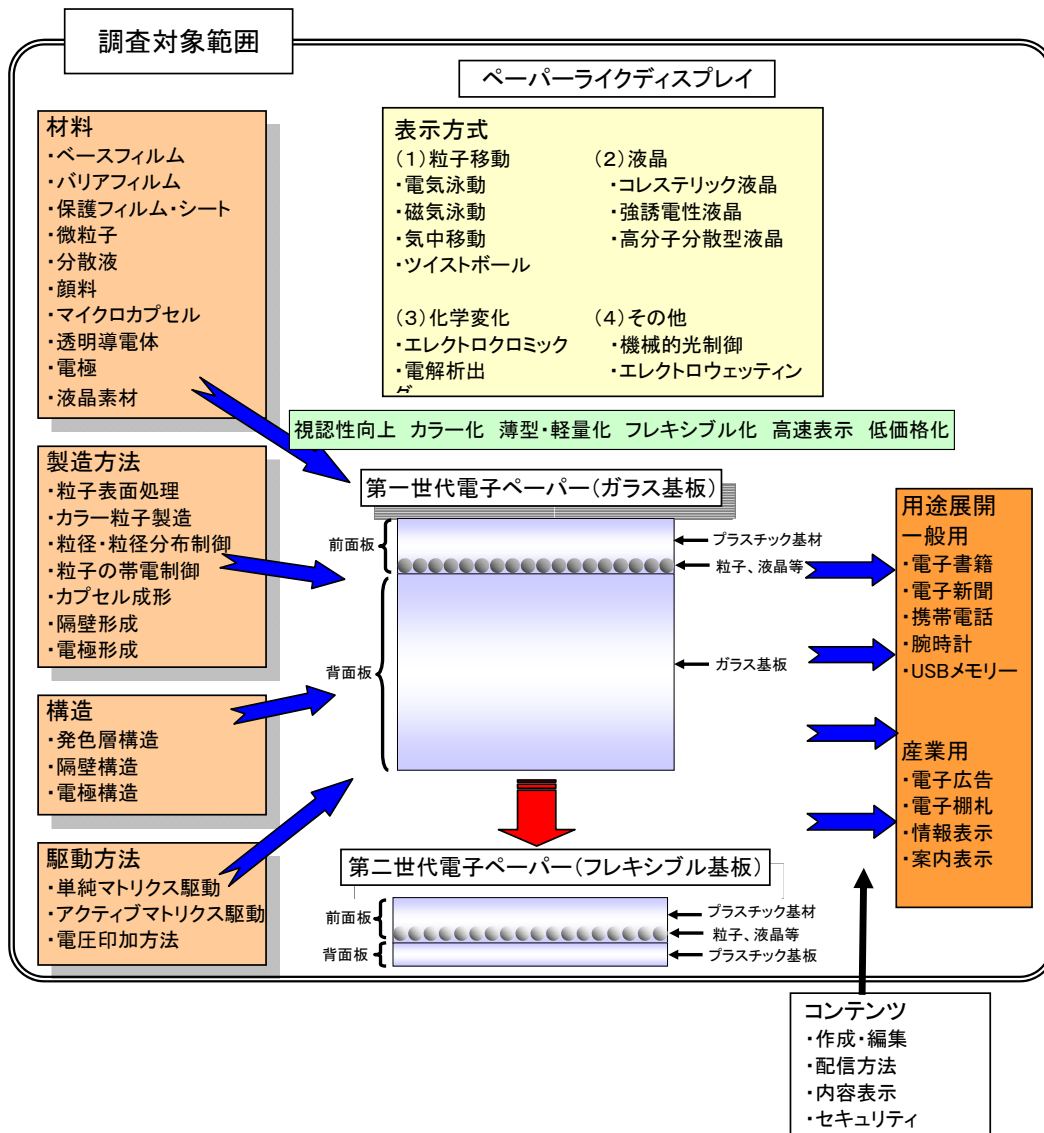 調査対象範囲
ペーパーライクディスプレイ
材料
・ベースフィルム
・バリアフィルム
・保護フィルム・シート
・微粒子
・分散液
・顔料
・マイクロカプセル
・透明導電体
・電極
・液晶素材
表示方式
(1)粒子移動 (2)液晶
・電気泳動 ・コレステリック液晶
・磁気泳動 ・強誘電性液晶
・気中移動 ・高分子分散型液晶
・ツイストボール
(3)化学変化 (4)その他
・エレクトロクロミック ・機械的光制御
・電解析出 ・エレクトロウェッティン
グ
視認性向上 カラー化 薄型・軽量化 フレキシブル化 高速表示 低価格化
製造方法
・粒子表面処理
・カラー粒子製造
・粒径・粒径分布制御
・粒子の帯電制御
・カプセル成形
・隔壁形成
・電極形成
構造
・発色層構造
・隔壁構造
・電極構造
駆動方法
・単純マトリクス駆動
・アクティブマトリクス駆動
・電圧印加方法
第一世代電子ペーパー(ガラス基板)
前面板
プラスチック基材
粒子、液晶等
背面板
ガラス基板
第二世代電子ペーパー(フレキシブル基板)
前面板
プラスチック基材
粒子、液晶等
背面板
プラスチック基板
用途展開
一般用
・電子書籍
・電子新聞
・携帯電話
・腕時計
・USBメモリー
産業用
・電子広告
・電子棚札
・情報表示
・案内表示
コンテンツ
・作成・編集
・配信方法
・内容表示
・セキュリティ